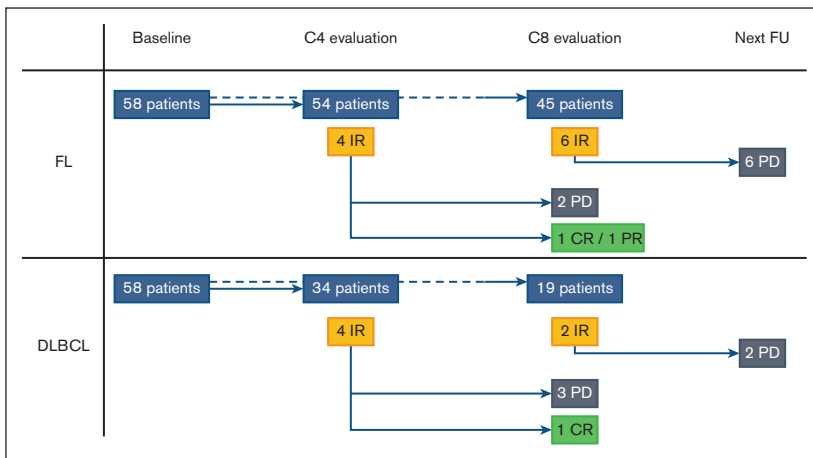 Baseline C4 evaluation C8 evaluation Next FU
58 patients 54 patients 45 patients
4 IR 6 IR
FL 6 PD
2 PD
1 CR / 1 PR
58 patients 34 patients 19 patients
4 IR 2 IR
DLBCL 2 PD
3 PD
1 CR